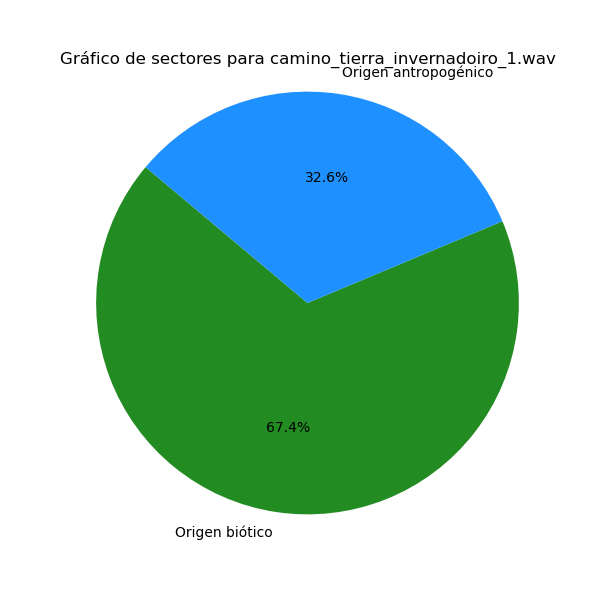 Gráfico de sectores para camino_tierra_invernadoiro_1.wav
Origen antropogénico
32.6%
67.4%
Origen biótico